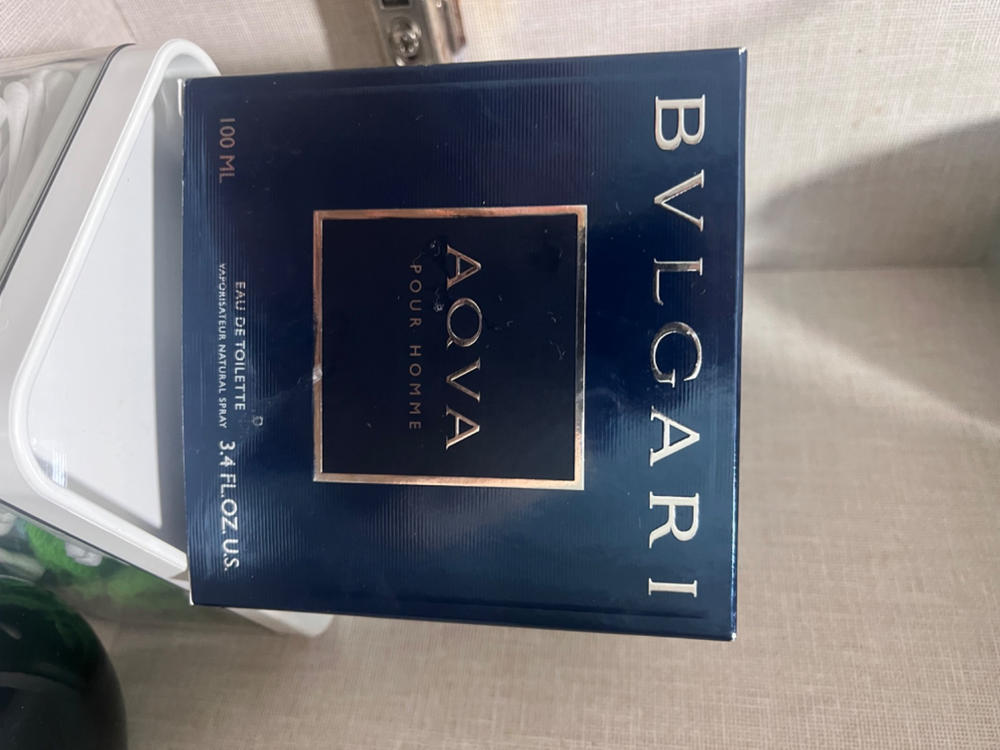 BVLGARI
AQVA
POUR HOMME
EAU DE TOILETTE
VAPORISATEUR NATURAL SPRAY
100 ML
3.4 FL.OZ. U.S.